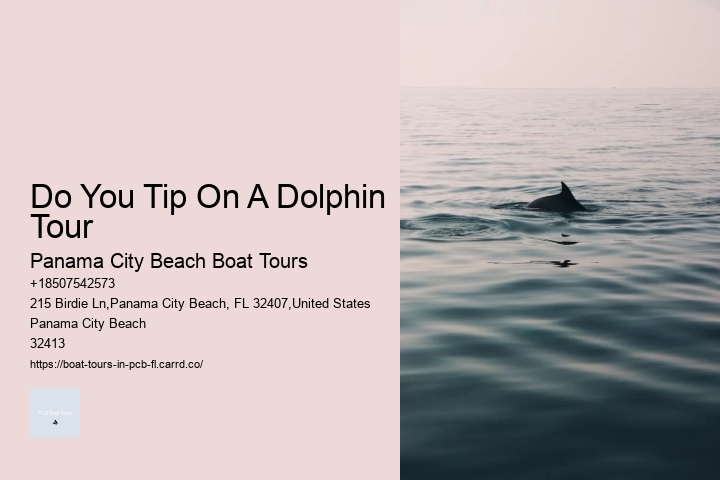 Do You Tip On A Dolphin
Tour
Panama City Beach Boat Tours
+18507542573
215 Birdie Ln,Panama City Beach, FL 32407,United States
Panama City Beach
32413
https://boat-tours-in-pcb-fl.carrd.co/